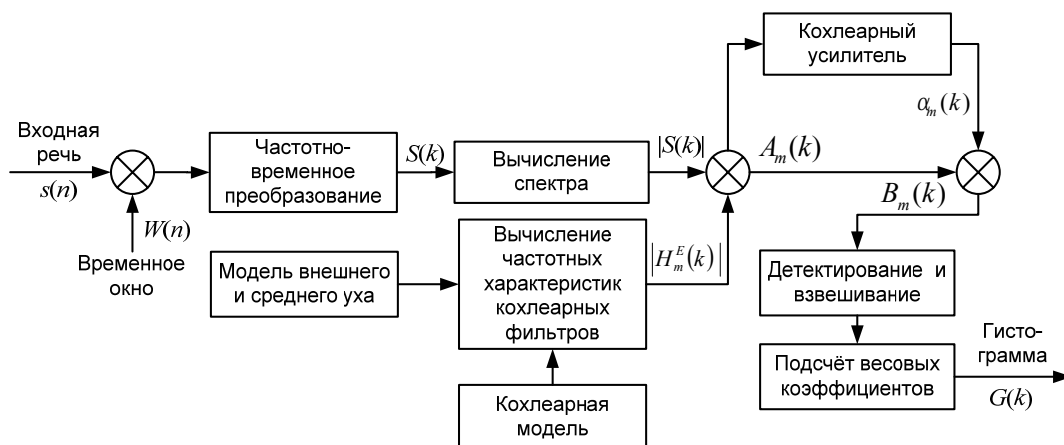 Кохлеарный
усилитель
α_m(k)
Входная
речь
s(n)
W(n)
Временное
окно
Частотно-
временное
преобразование
S(k)
Вычисление
спектра
|S(k)|
A_m(k)
B_m(k)
Модель внешнего
и среднего уха
Вычисление
частотных
характеристик
кохлеарных
фильтров
|H_m^E(k)|
Кохлеарная
модель
Детектирование и
взвешивание
Подсчёт весовых
коэффициентов
Гисто-
грамма
G(k)